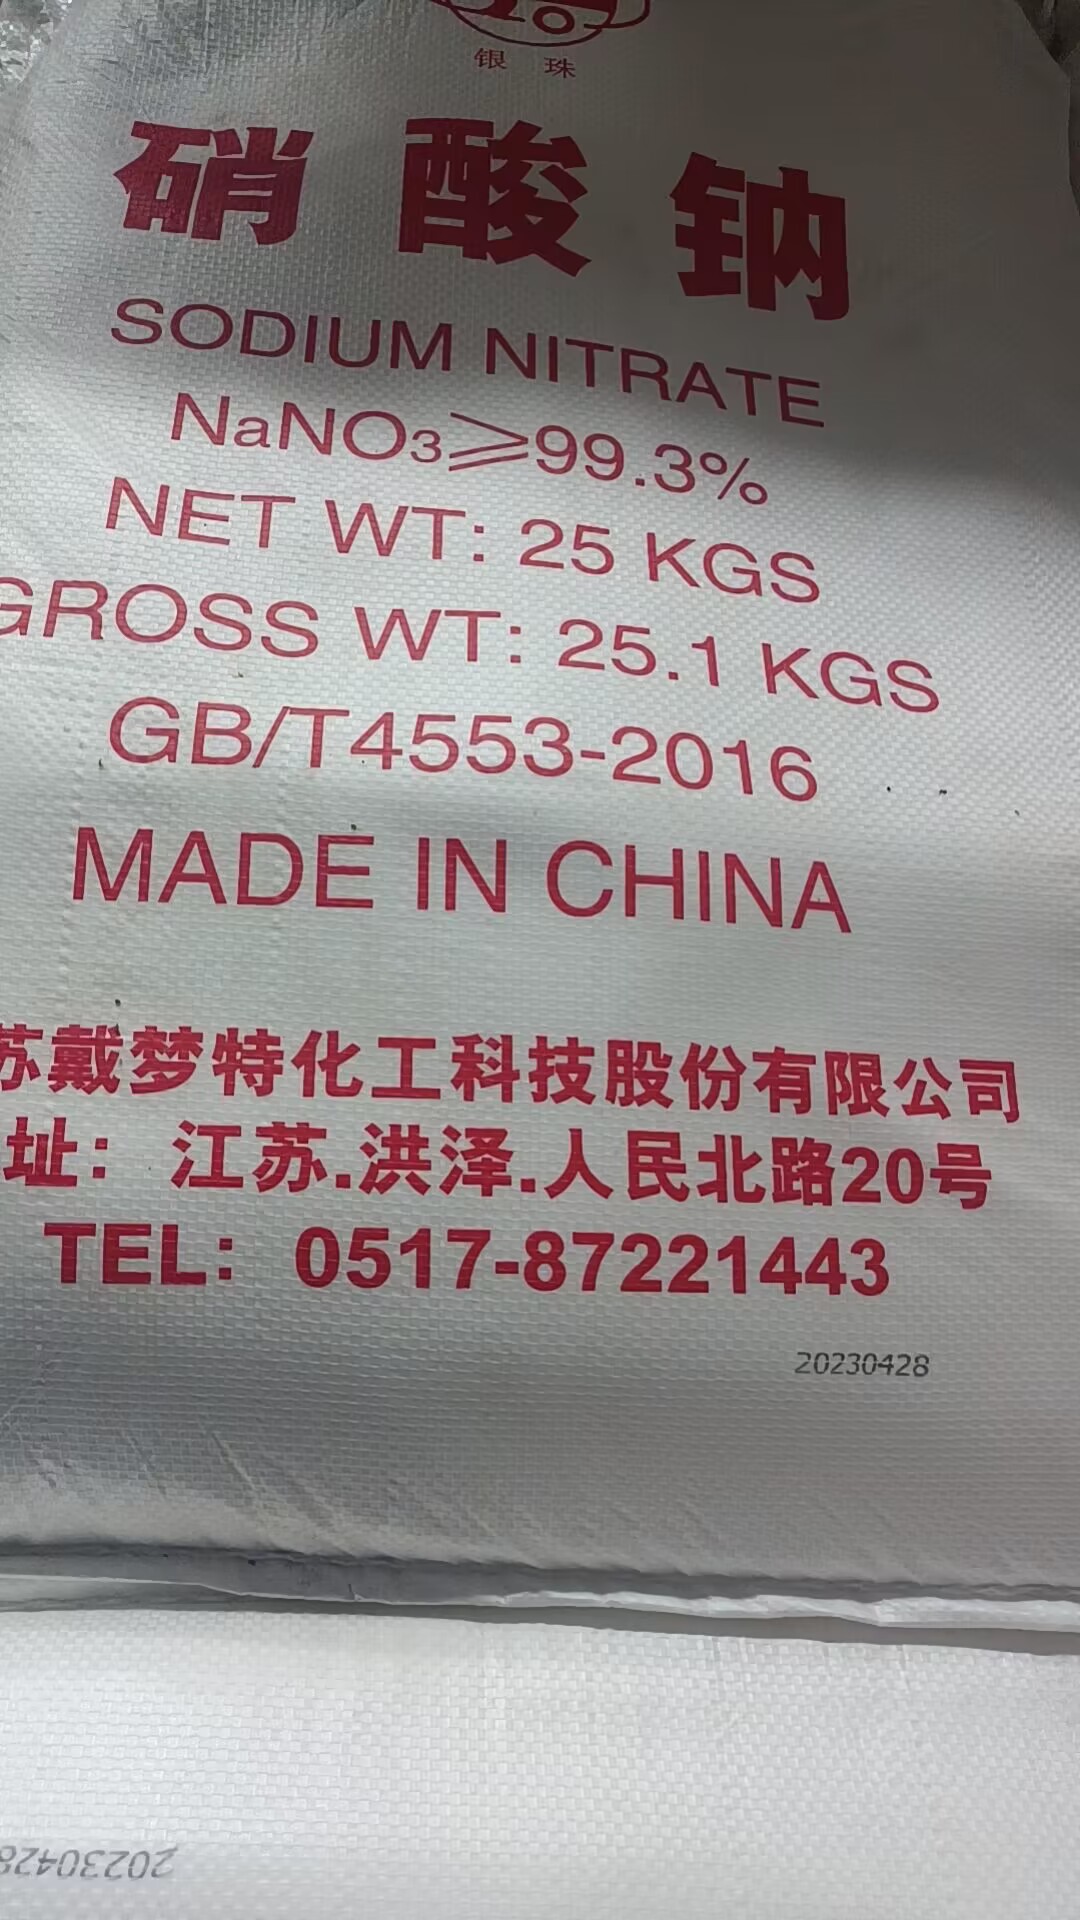 银 珠
硝 酸 钠
SODIUM NITRATE
NaNO₃⩾99.3%
NET WT: 25 KGS
GROSS WT: 25.1 KGS
GB/T4553-2016
MADE IN CHINA
苏戴梦特化工科技股份有限公司
址：江苏.洪泽.人民北路20号
TEL：0517-87221443
20230428
20230428